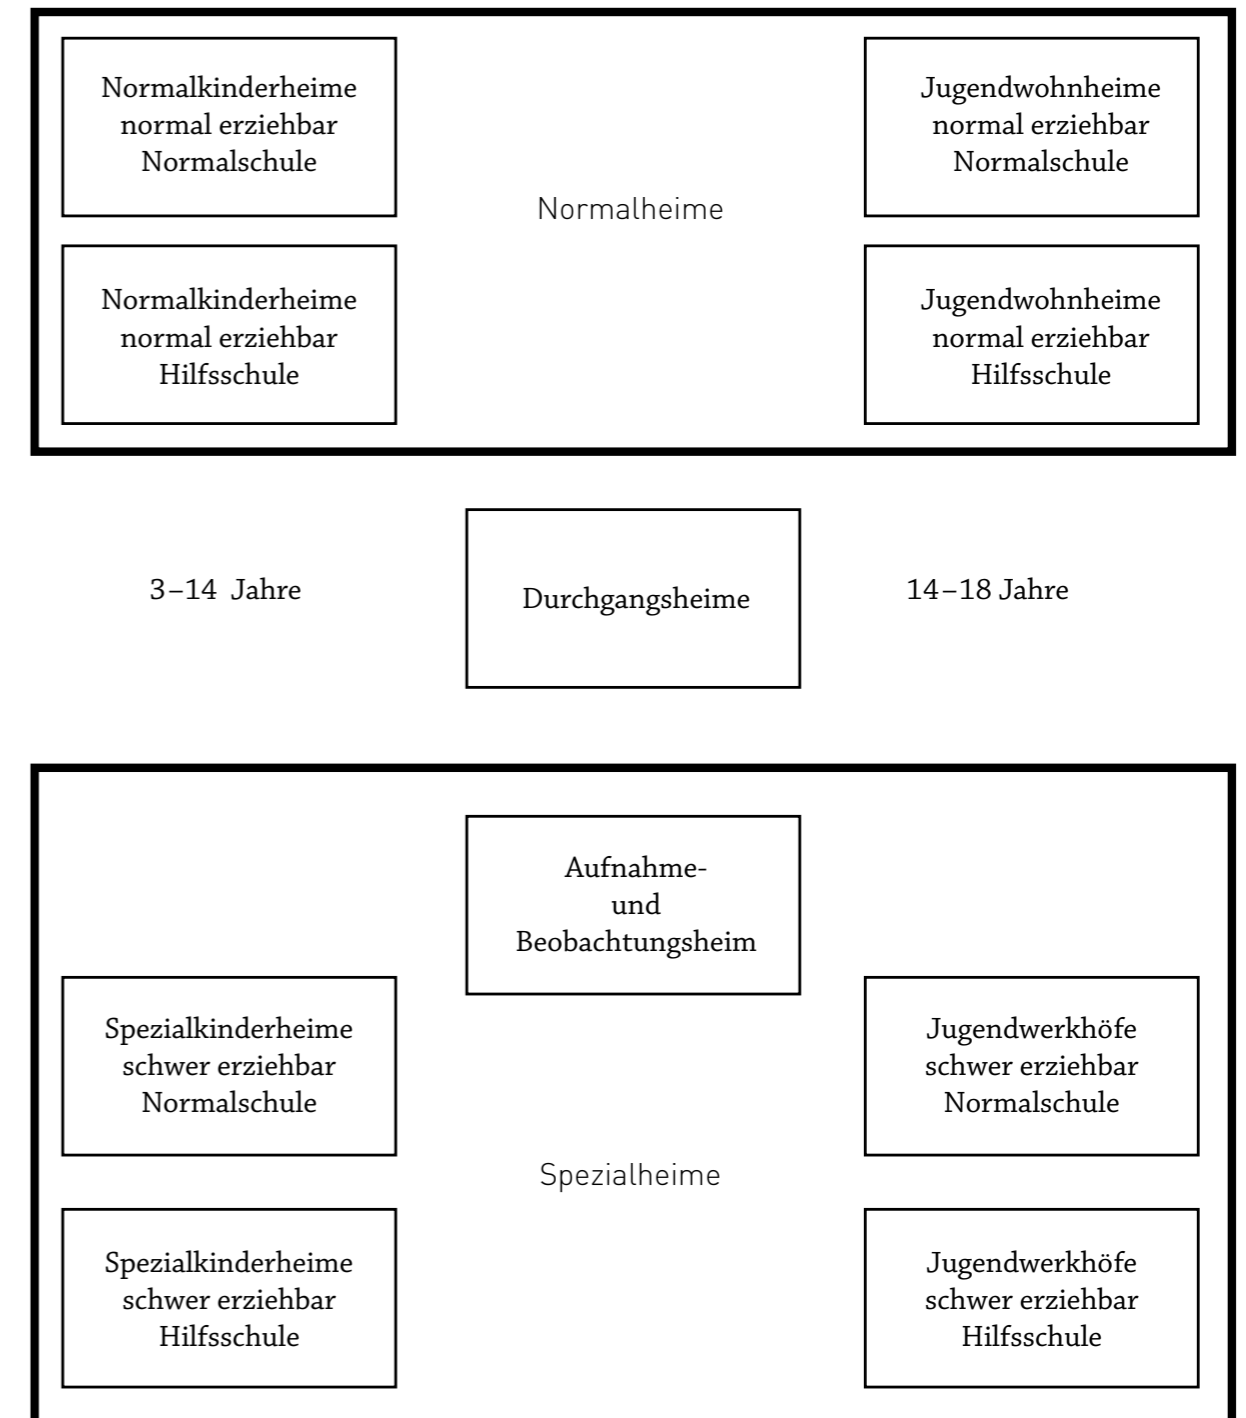 Normalkinderheime
normal erziehbar
Normalschule
Jugendwohnheime
normal erziehbar
Normalschule
Normalheime
Normalkinderheime
normal erziehbar
Hilfsschule
Jugendwohnheime
normal erziehbar
Hilfsschule
3–14 Jahre
Durchgangsheime
14–18 Jahre
Aufnahme-
und
Beobachtungsheim
Spezialkinderheime
schwer erziehbar
Normalschule
Jugendwerkhöfe
schwer erziehbar
Normalschule
Spezialheime
Spezialkinderheime
schwer erziehbar
Hilfsschule
Jugendwerkhöfe
schwer erziehbar
Hilfsschule